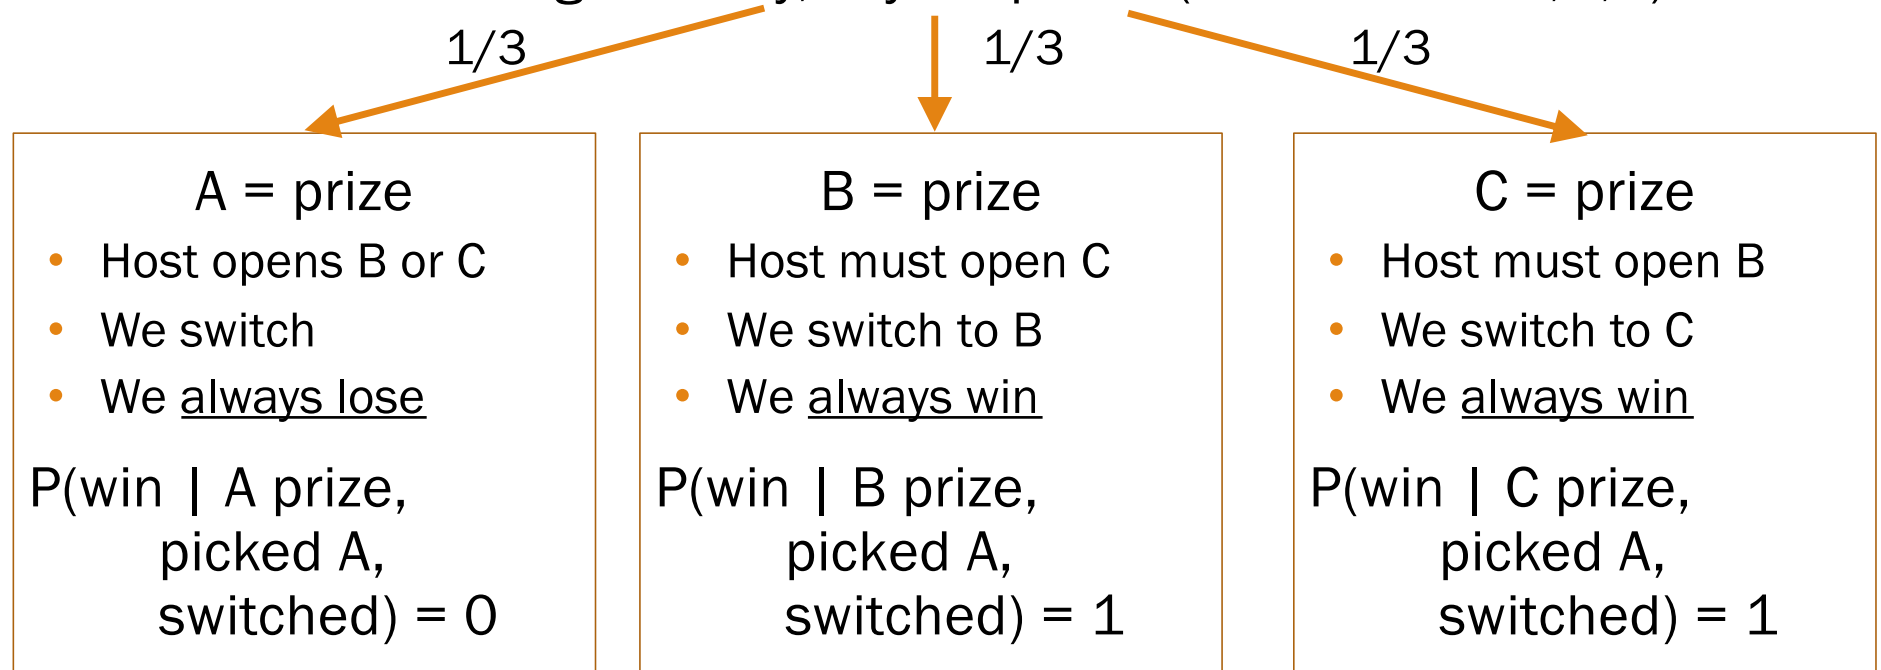 1/3
1/3
1/3
A = prize
• Host opens B or C
• We switch
• We always lose
P(win | A prize,
picked A,
switched) = 0
B = prize
• Host must open C
• We switch to B
• We always win
P(win | B prize,
picked A,
switched) = 1
C = prize
• Host must open B
• We switch to C
• We always win
P(win | C prize,
picked A,
switched) = 1